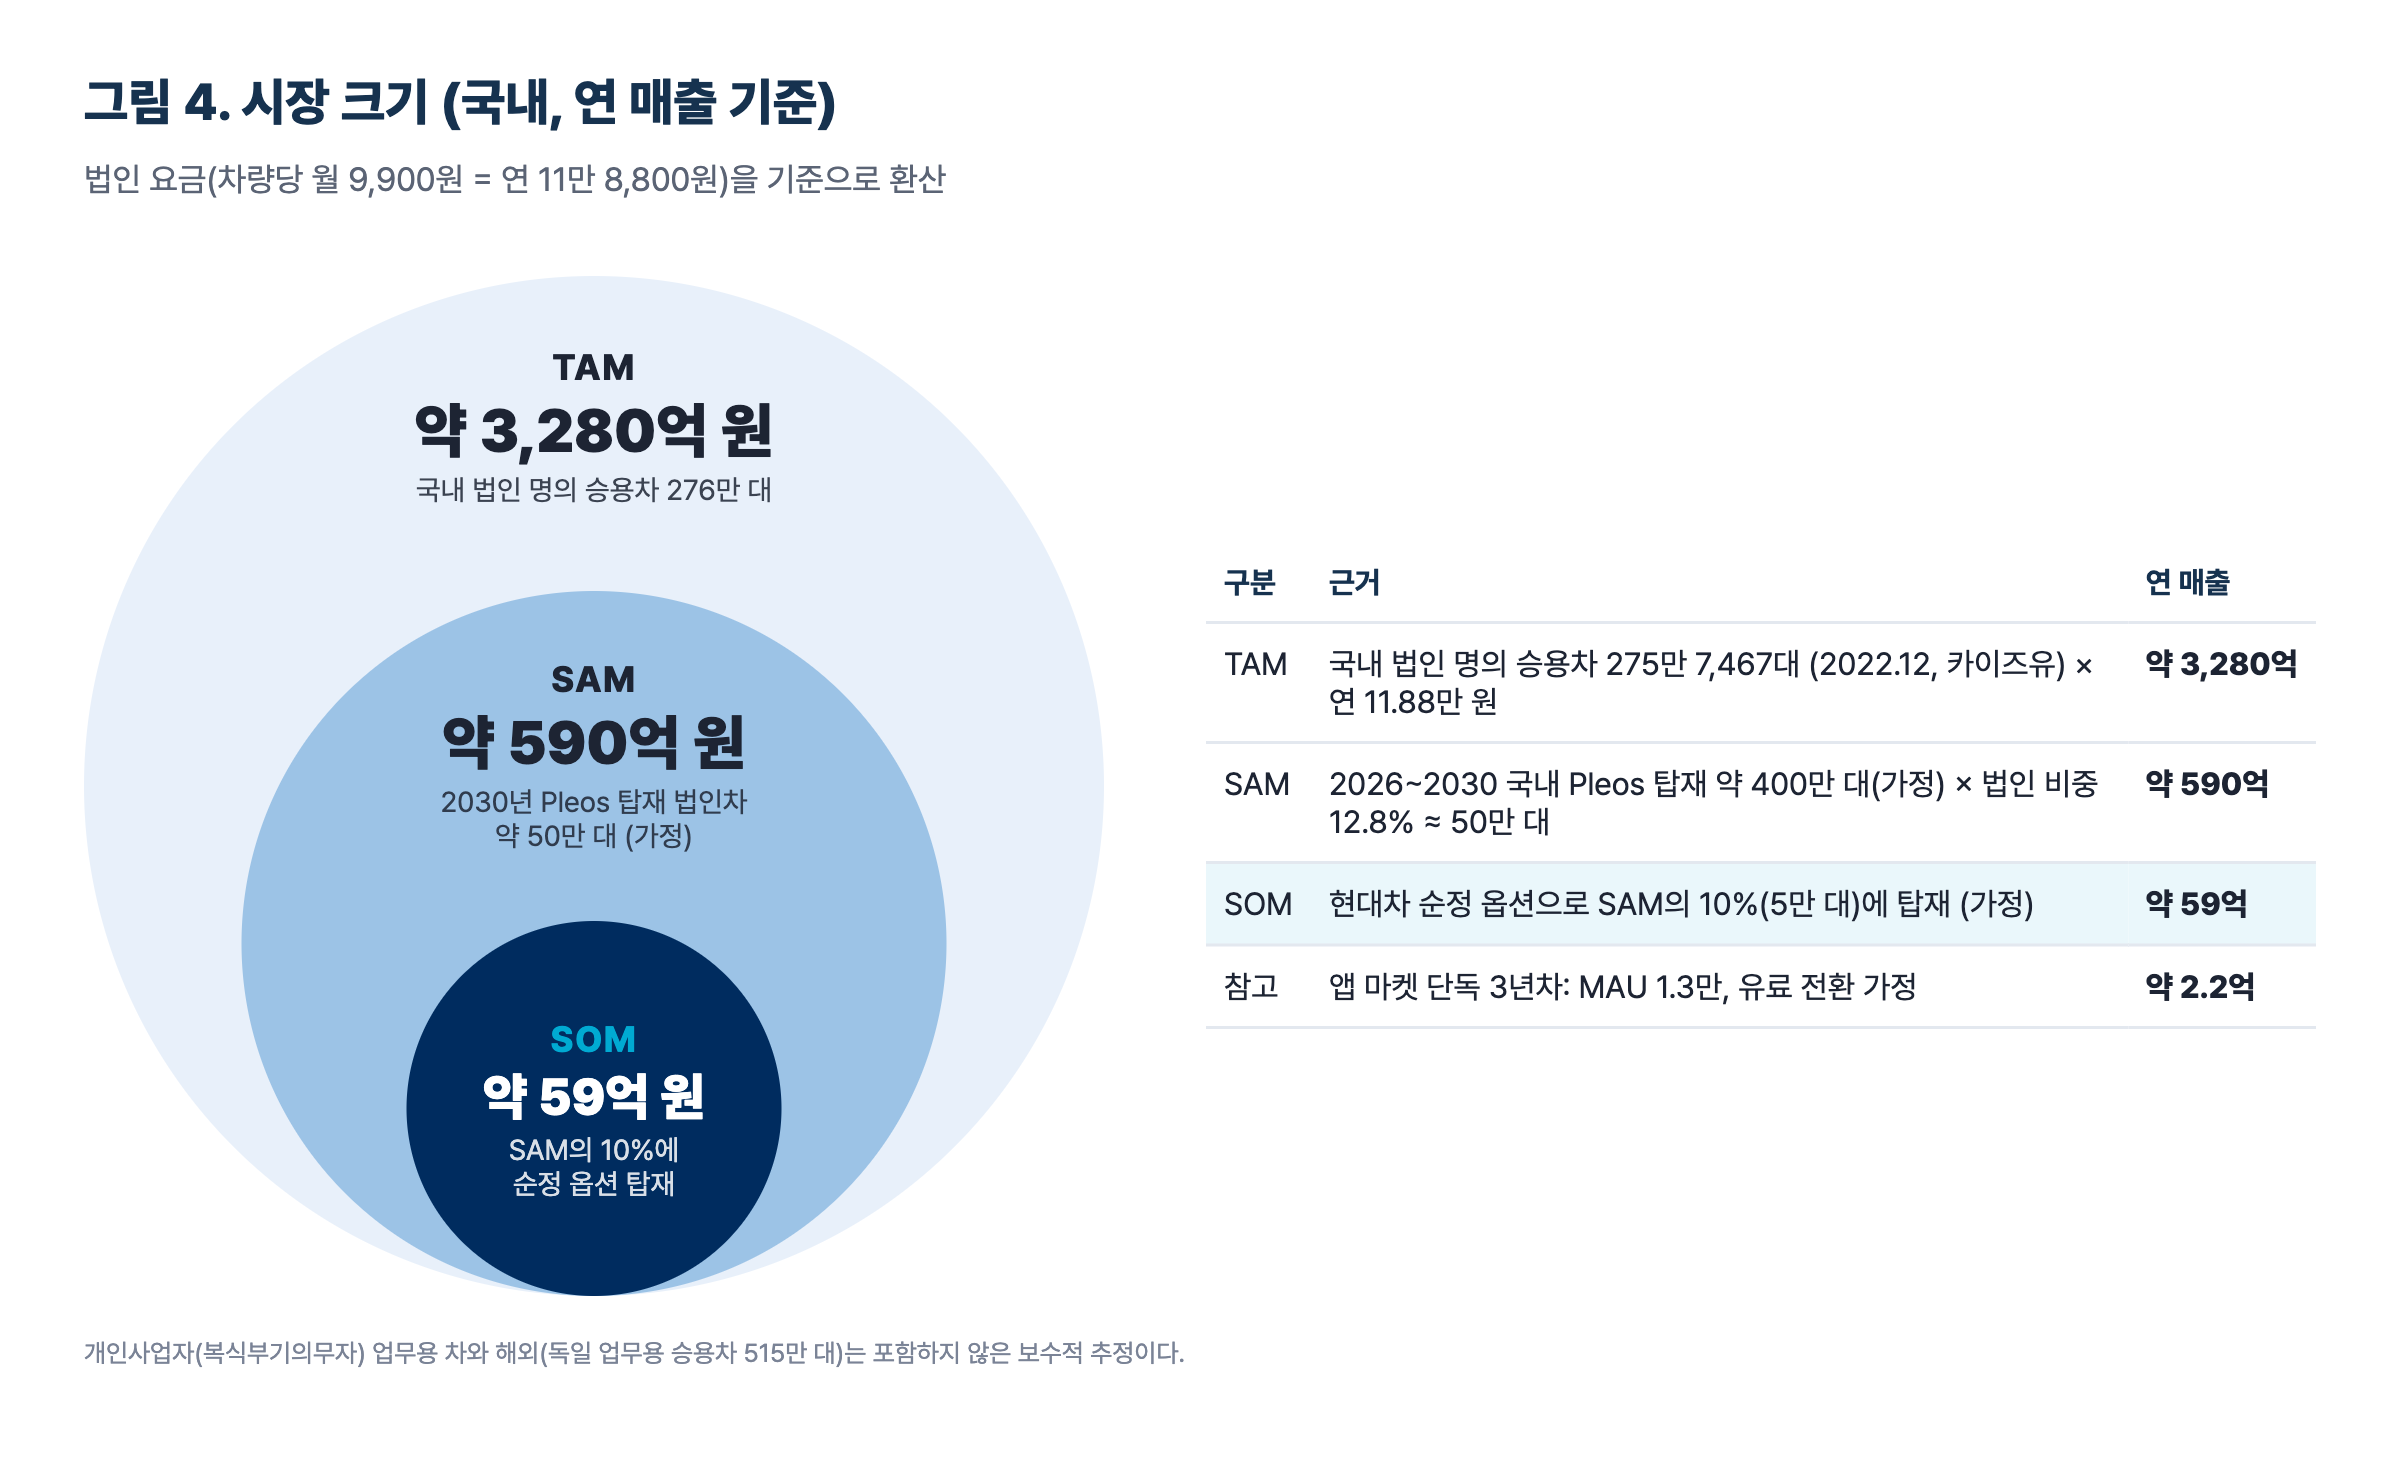 그림 4. 시장 크기 (국내, 연 매출 기준)
법인 요금(차량당 월 9,900원 = 연 11만 8,800원)을 기준으로 환산
TAM
약 3,280억 원
국내 법인 명의 승용차 276만 대
SAM
약 590억 원
2030년 Pleos 탑재 법인차
약 50만 대 (가정)
SOM
약 59억 원
SAM의 10%에
순정 옵션 탑재
구분 근거 연 매출
TAM 국내 법인 명의 승용차 275만 7,467대 (2022.12, 카이즈유) × 약 3,280억
연 11.88만 원
SAM 2026~2030 국내 Pleos 탑재 약 400만 대(가정) × 법인 비중 약 590억
12.8% ≈ 50만 대
SOM 현대차 순정 옵션으로 SAM의 10%(5만 대)에 탑재 (가정) 약 59억
참고 앱 마켓 단독 3년차: MAU 1.3만, 유료 전환 가정 약 2.2억
개인사업자(복식부기의무자) 업무용 차와 해외(독일 업무용 승용차 515만 대)는 포함하지 않은 보수적 추정이다.